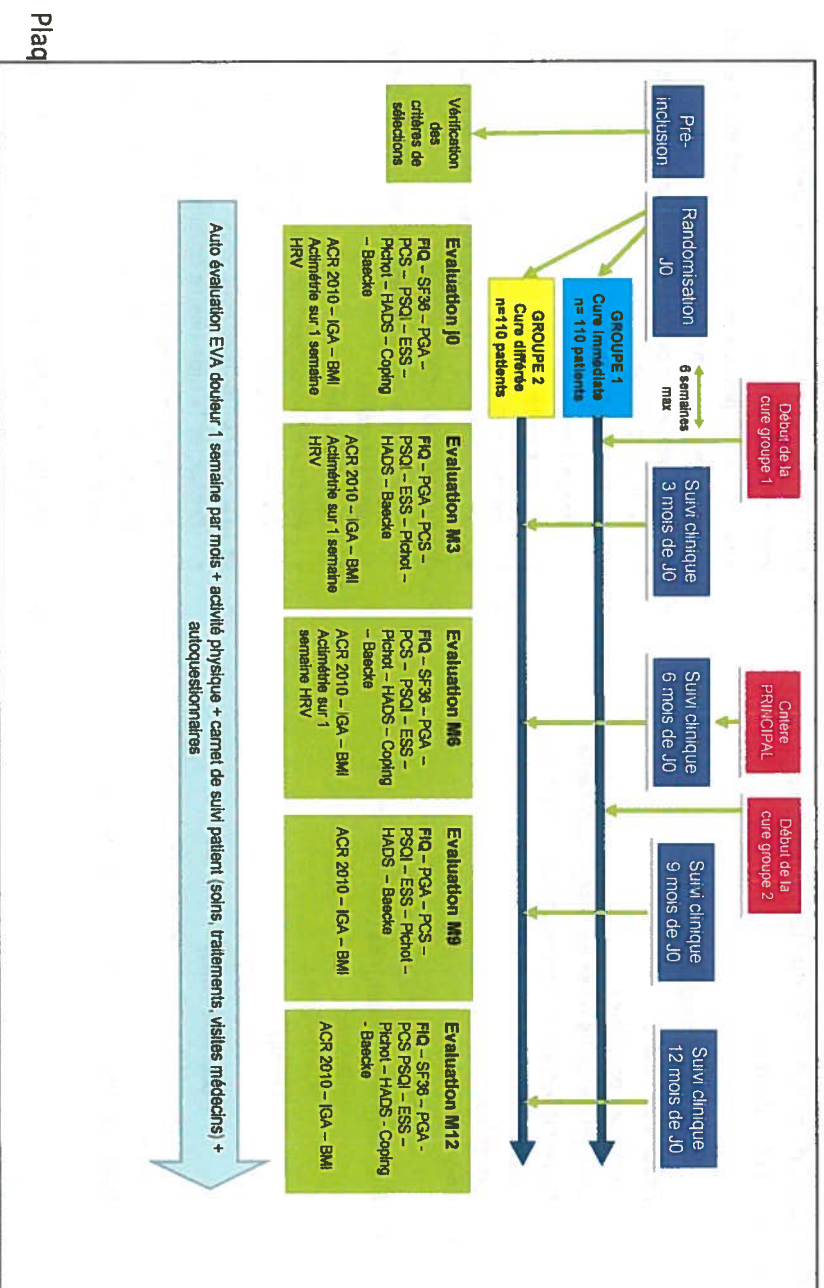 Plaq
Début de la
cure groupe 1
Critère
PRINCIPAL
Début de la
cure groupe 2
Pré-
inclusion
Randomisation
J0
Suivi clinique
3 mois de J0
Suivi clinique
6 mois de J0
Suivi clinique
9 mois de J0
Suivi clinique
12 mois de J0
6 semaines
max
GROUPE 1
Cure immédiate
n= 110 patients
GROUPE 2
Cure différée
n=110 patients
Vérification
des
critères de
sélections
Evaluation j0
FIQ – SF36 – PGA –
PCS – PSQI – ESS –
Pichot – HADS – Coping
– Baecke
ACR 2010 – IGA – BMI
Actimétrie sur 1 semaine
HRV
Evaluation M3
FIQ – PGA – PCS –
PSQI – ESS – Pichot –
HADS – Baecke
ACR 2010 – IGA – BMI
Actimétrie sur 1 semaine
HRV
Evaluation M6
FIQ – SF36 – PGA –
PCS – PSQI – ESS –
Pichot – HADS – Coping
– Baecke
ACR 2010 – IGA – BMI
Actimétrie sur 1
semaine HRV
Evaluation M9
FIQ – PGA – PCS –
PSQI – ESS – Pichot –
HADS – Baecke
ACR 2010 – IGA – BMI
Evaluation M12
FIQ – SF36 – PGA -
PCS PSQI – ESS –
Pichot – HADS - Coping
- Baecke
ACR 2010 – IGA – BMI
Auto évaluation EVA douleur 1 semaine par mois + activité physique + carnet de suivi patient (soins, traitements, visites médecins) +
autoquestionnaires